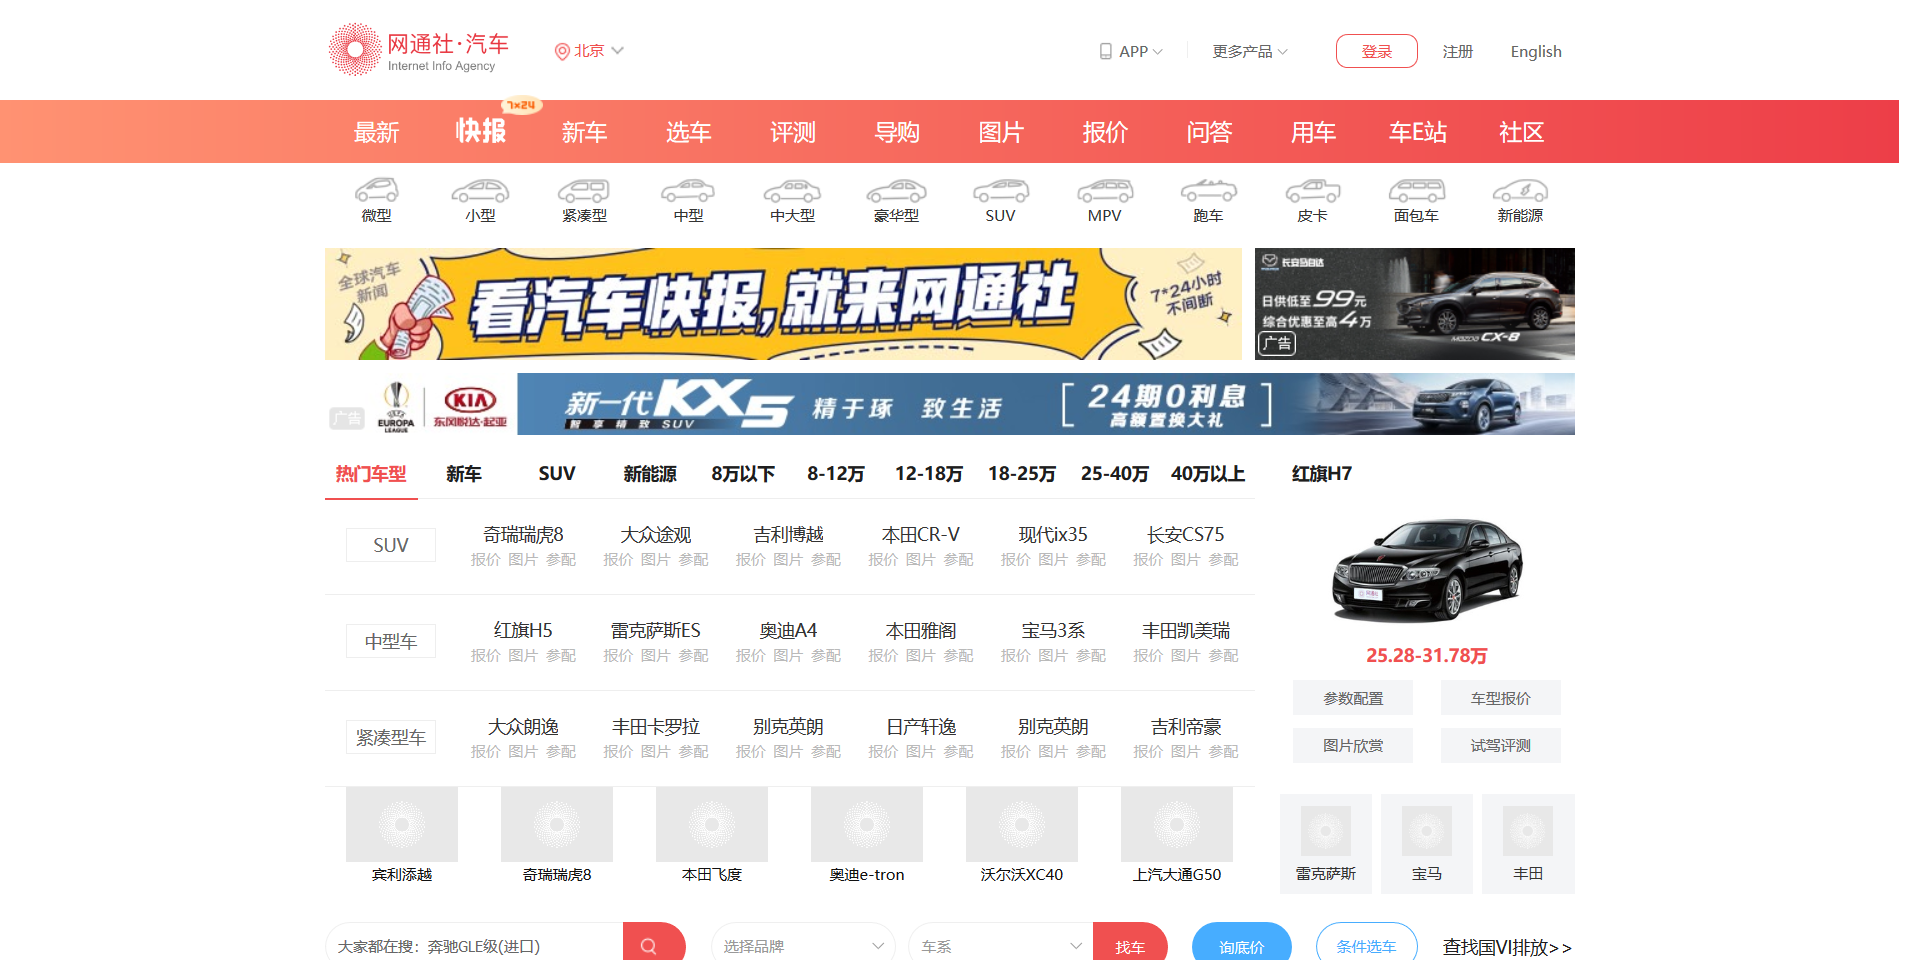 网通社·汽车
Internet Info Agency
北京
APP
更多产品
登录
注册
English
最新
快报
7×24
新车
选车
评测
导购
图片
报价
问答
用车
车E站
社区
微型
小型
紧凑型
中型
中大型
豪华型
SUV
MPV
跑车
皮卡
面包车
新能源
全球汽车
新闻
看汽车快报,就来网通社
7*24小时
不间断
长安马自达
日供低至99元
综合优惠至高4万
广告
MAZDA CX-8
广告
UEFA
EUROPA
LEAGUE
KIA
东风悦达·起亚
新一代KX5
智享精致 SUV
精于琢 致生活
24期0利息
高额置换大礼
热门车型
新车
SUV
新能源
8万以下
8-12万
12-18万
18-25万
25-40万
40万以上
红旗H7
SUV
奇瑞瑞虎8
大众途观
吉利博越
本田CR-V
现代ix35
长安CS75
报价 图片 参配
报价 图片 参配
报价 图片 参配
报价 图片 参配
报价 图片 参配
报价 图片 参配
中型车
红旗H5
雷克萨斯ES
奥迪A4
本田雅阁
宝马3系
丰田凯美瑞
报价 图片 参配
报价 图片 参配
报价 图片 参配
报价 图片 参配
报价 图片 参配
报价 图片 参配
25.28-31.78万
参数配置
车型报价
图片欣赏
试驾评测
紧凑型车
大众朗逸
丰田卡罗拉
别克英朗
日产轩逸
别克英朗
吉利帝豪
报价 图片 参配
报价 图片 参配
报价 图片 参配
报价 图片 参配
报价 图片 参配
报价 图片 参配
宾利添越
奇瑞瑞虎8
本田飞度
奥迪e-tron
沃尔沃XC40
上汽大通G50
雷克萨斯
宝马
丰田
大家都在搜：奔驰GLE级(进口)
选择品牌
车系
找车
询底价
条件选车
查找国VI排放>>